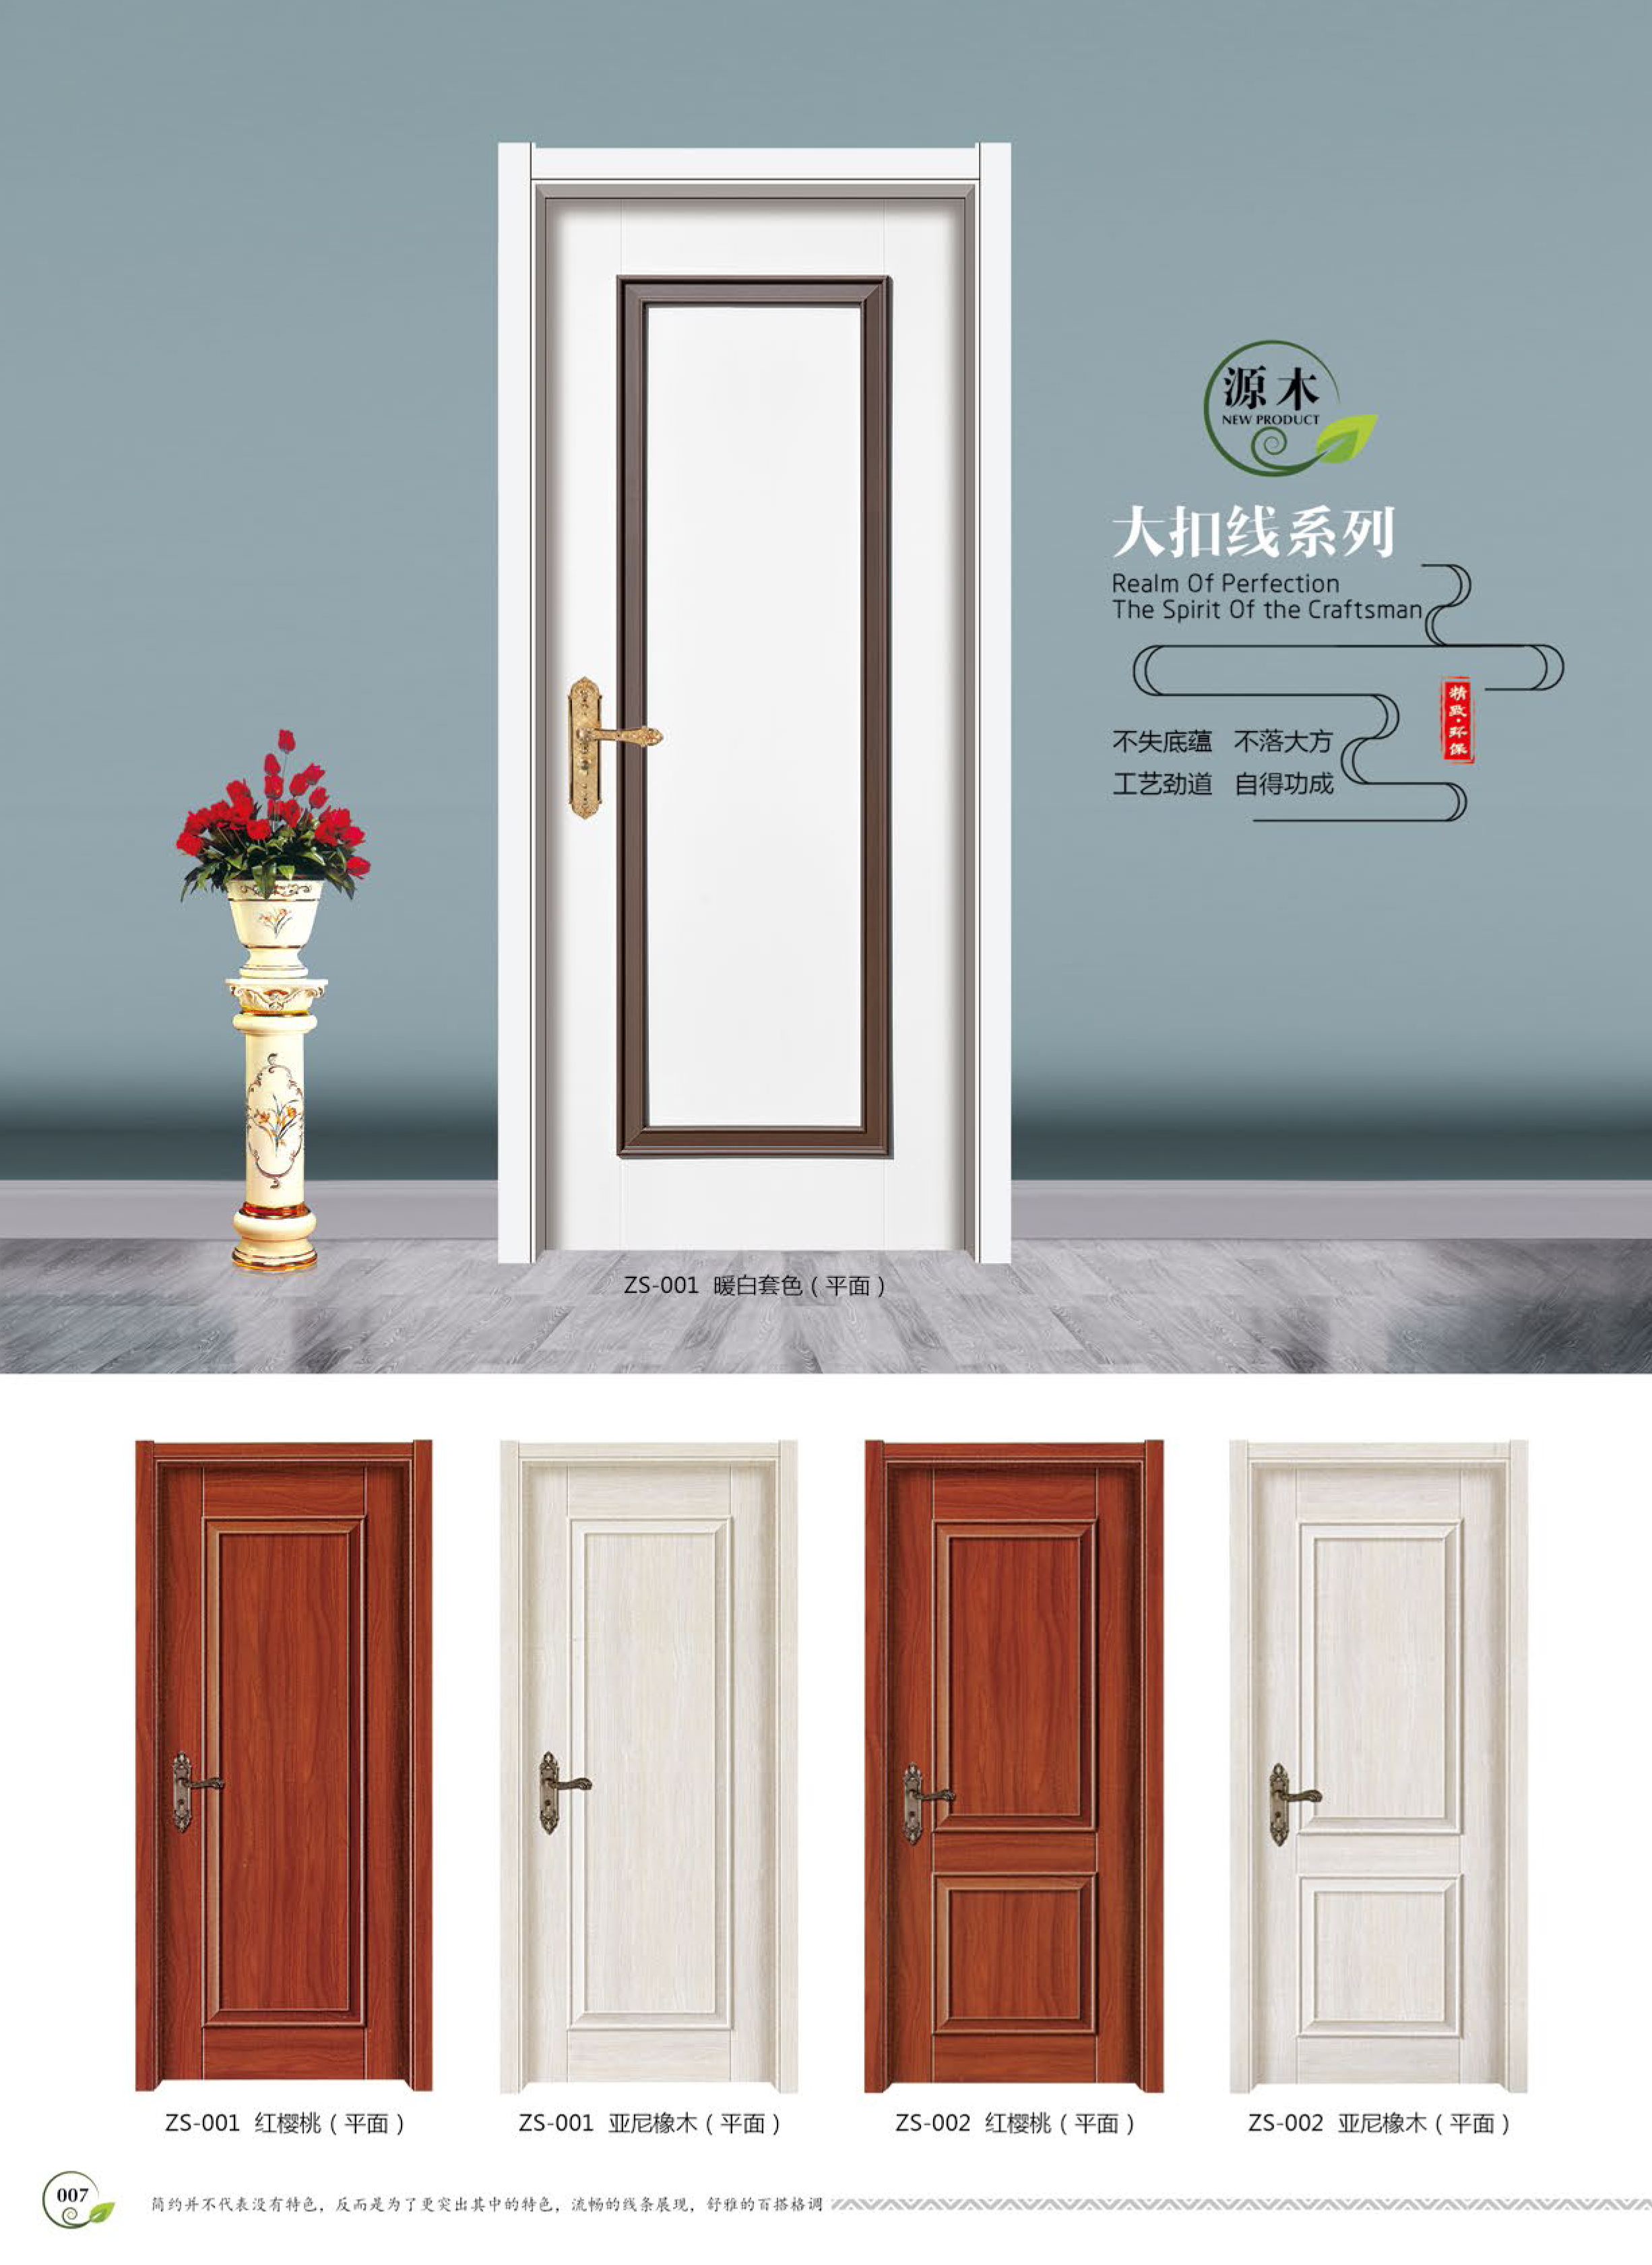 源木
NEW PRODUCT
大扣线系列
Realm Of Perfection
The Spirit Of the Craftsman
精致·环保
不失底蕴 不落大方
工艺劲道 自得功成
ZS-001 暖白套色(平面)
ZS-001 红樱桃(平面)
ZS-001 亚尼橡木(平面)
ZS-002 红樱桃(平面)
ZS-002 亚尼橡木(平面)
007
简约并不代表没有特色,反而是为了更突出其中的特色,流畅的线条展现,舒雅的百搭格调